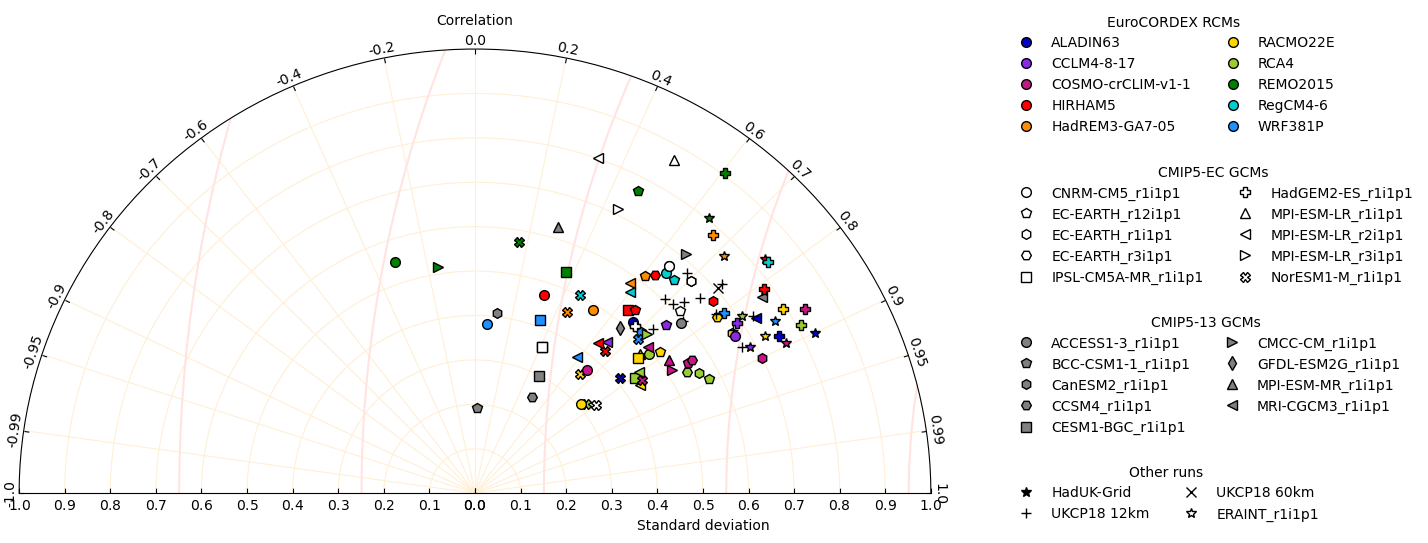 Correlation
-0.2 0.0 0.2
-0.4 0.4
-0.6 0.6
-0.7 0.7
-0.8 0.8
-0.9 0.9
-0.95 0.95
-0.99 0.99
-1.0 1.0
1.0 0.9 0.8 0.7 0.6 0.5 0.4 0.3 0.2 0.1 0.0 0.1 0.2 0.3 0.4 0.5 0.6 0.7 0.8 0.9 1.0
Standard deviation
EuroCORDEX RCMs
ALADIN63 RACMO22E
CCLM4-8-17 RCA4
COSMO-crCLIM-v1-1 REMO2015
HIRHAM5 RegCM4-6
HadREM3-GA7-05 WRF381P
CMIP5-EC GCMs
CNRM-CM5_r1i1p1 HadGEM2-ES_r1i1p1
EC-EARTH_r12i1p1 MPI-ESM-LR_r1i1p1
EC-EARTH_r1i1p1 MPI-ESM-LR_r2i1p1
EC-EARTH_r3i1p1 MPI-ESM-LR_r3i1p1
IPSL-CM5A-MR_r1i1p1 NorESM1-M_r1i1p1
CMIP5-13 GCMs
ACCESS1-3_r1i1p1 CMCC-CM_r1i1p1
BCC-CSM1-1_r1i1p1 GFDL-ESM2G_r1i1p1
CanESM2_r1i1p1 MPI-ESM-MR_r1i1p1
CCSM4_r1i1p1 MRI-CGCM3_r1i1p1
CESM1-BGC_r1i1p1
Other runs
HadUK-Grid UKCP18 60km
UKCP18 12km ERAINT_r1i1p1